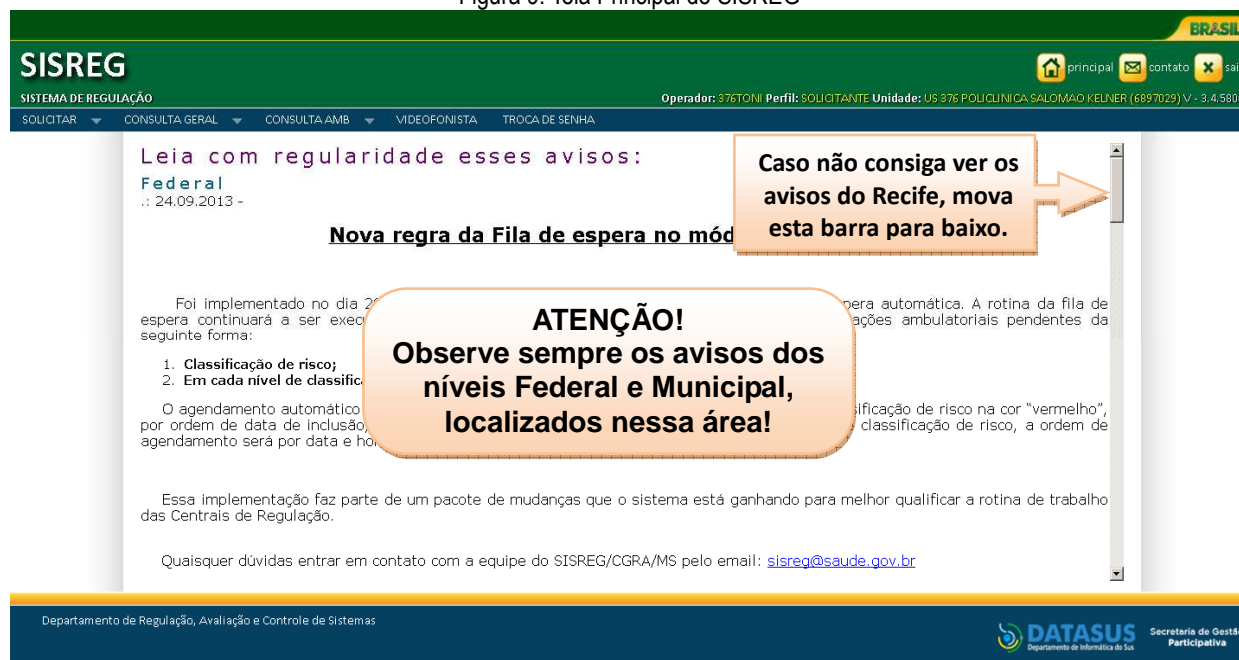 Figura 9: Tela Principal do SISREG
BRASIL
SISREG
principal contato sai
SISTEMA DE REGULAÇÃO
Operador: 376TONI Perfil: SOLICITANTE Unidade: US 376 POLICLINICA SALOMAO KELNER (6897029) V - 3.4.580
SOLICITAR CONSULTA GERAL CONSULTA AMB VIDEOFONISTA TROCA DE SENHA
Leia com regularidade esses avisos:
Federal
.: 24.09.2013 -
Caso não consiga ver os
avisos do Recife, mova
esta barra para baixo.
Nova regra da Fila de espera no mód
Foi implementado no dia 2 pera automática. A rotina da fila de
espera continuará a ser exec ações ambulatoriais pendentes da
seguinte forma:
1. Classificação de risco;
2. Em cada nível de classific
O agendamento automático sificação de risco na cor "vermelho",
por ordem de data de inclusão, classificação de risco, a ordem de
agendamento será por data e ho
ATENÇÃO!
Observe sempre os avisos dos
níveis Federal e Municipal,
localizados nessa área!
Essa implementação faz parte de um pacote de mudanças que o sistema está ganhando para melhor qualificar a rotina de trabalho
das Centrais de Regulação.
Quaisquer dúvidas entrar em contato com a equipe do SISREG/CGRA/MS pelo email: sisreg@saude.gov.br
Departamento de Regulação, Avaliação e Controle de Sistemas
DATASUS
Departamento de Informática do Sus
Secretaria de Gestã
Participativa